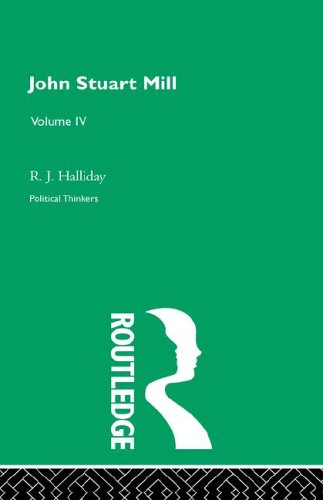 John Stuart Mill
Volume IV
R. J. Halliday
Political Thinkers
ROUTLEDGE